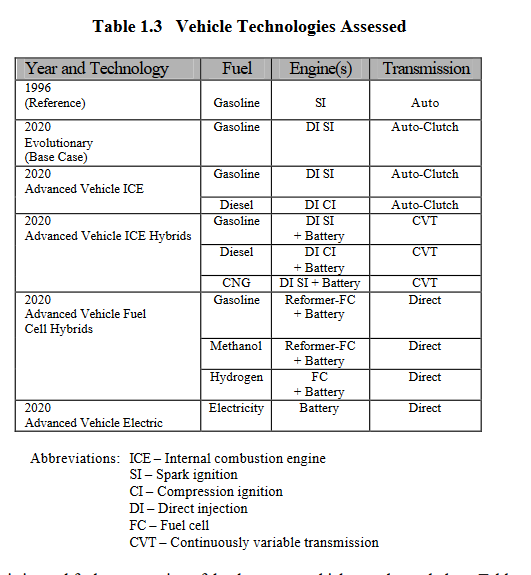 Table 1.3 Vehicle Technologies Assessed
Year and Technology Fuel Engine(s) Transmission
1996
(Reference) Gasoline SI Auto
2020 Gasoline DI SI Auto-Clutch
Evolutionary
(Base Case)
2020 Gasoline DI SI Auto-Clutch
Advanced Vehicle ICE
Diesel DI CI Auto-Clutch
2020 Gasoline DI SI CVT
Advanced Vehicle ICE Hybrids + Battery
Diesel DI CI CVT
+ Battery
CNG DI SI + Battery CVT
2020 Gasoline Reformer-FC Direct
Advanced Vehicle Fuel + Battery
Cell Hybrids
Methanol Reformer-FC Direct
+ Battery
Hydrogen FC Direct
+ Battery
2020 Electricity Battery Direct
Advanced Vehicle Electric
Abbreviations: ICE – Internal combustion engine
SI – Spark ignition
CI – Compression ignition
DI – Direct injection
FC – Fuel cell
CVT – Continuously variable transmission